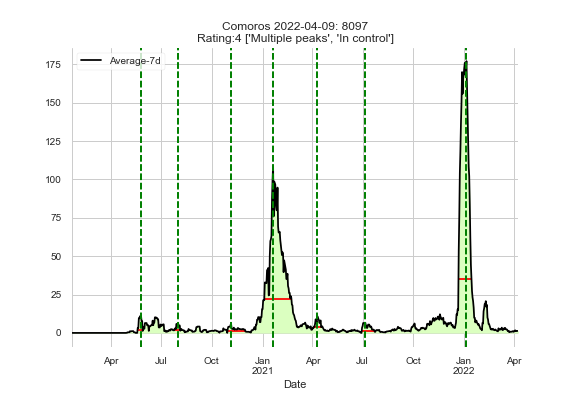 Comoros 2022-04-09: 8097
Rating:4 ['Multiple peaks', 'In control']
Average-7d
175
150
125
100
75
50
25
0
Apr Jul Oct Jan Apr Jul Oct Jan Apr
2021 2022
Date